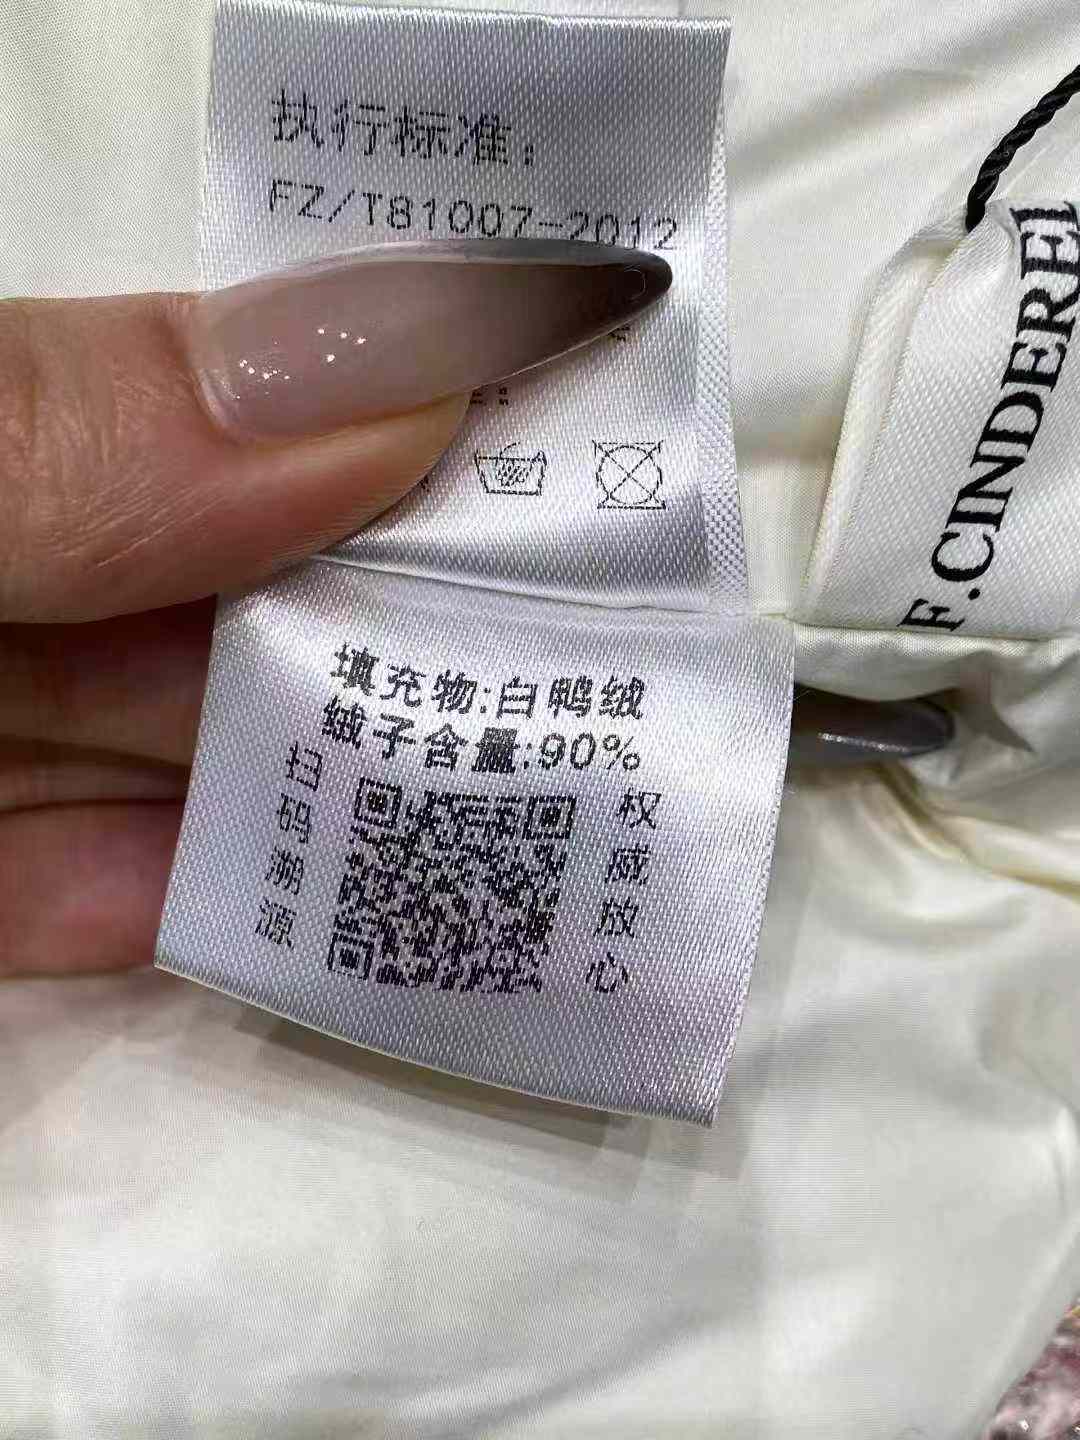 执行标准:
FZ/T81007-2012
填充物:白鸭绒
绒子含量:90%
扫码溯源
权威放心
F.CINDEREL